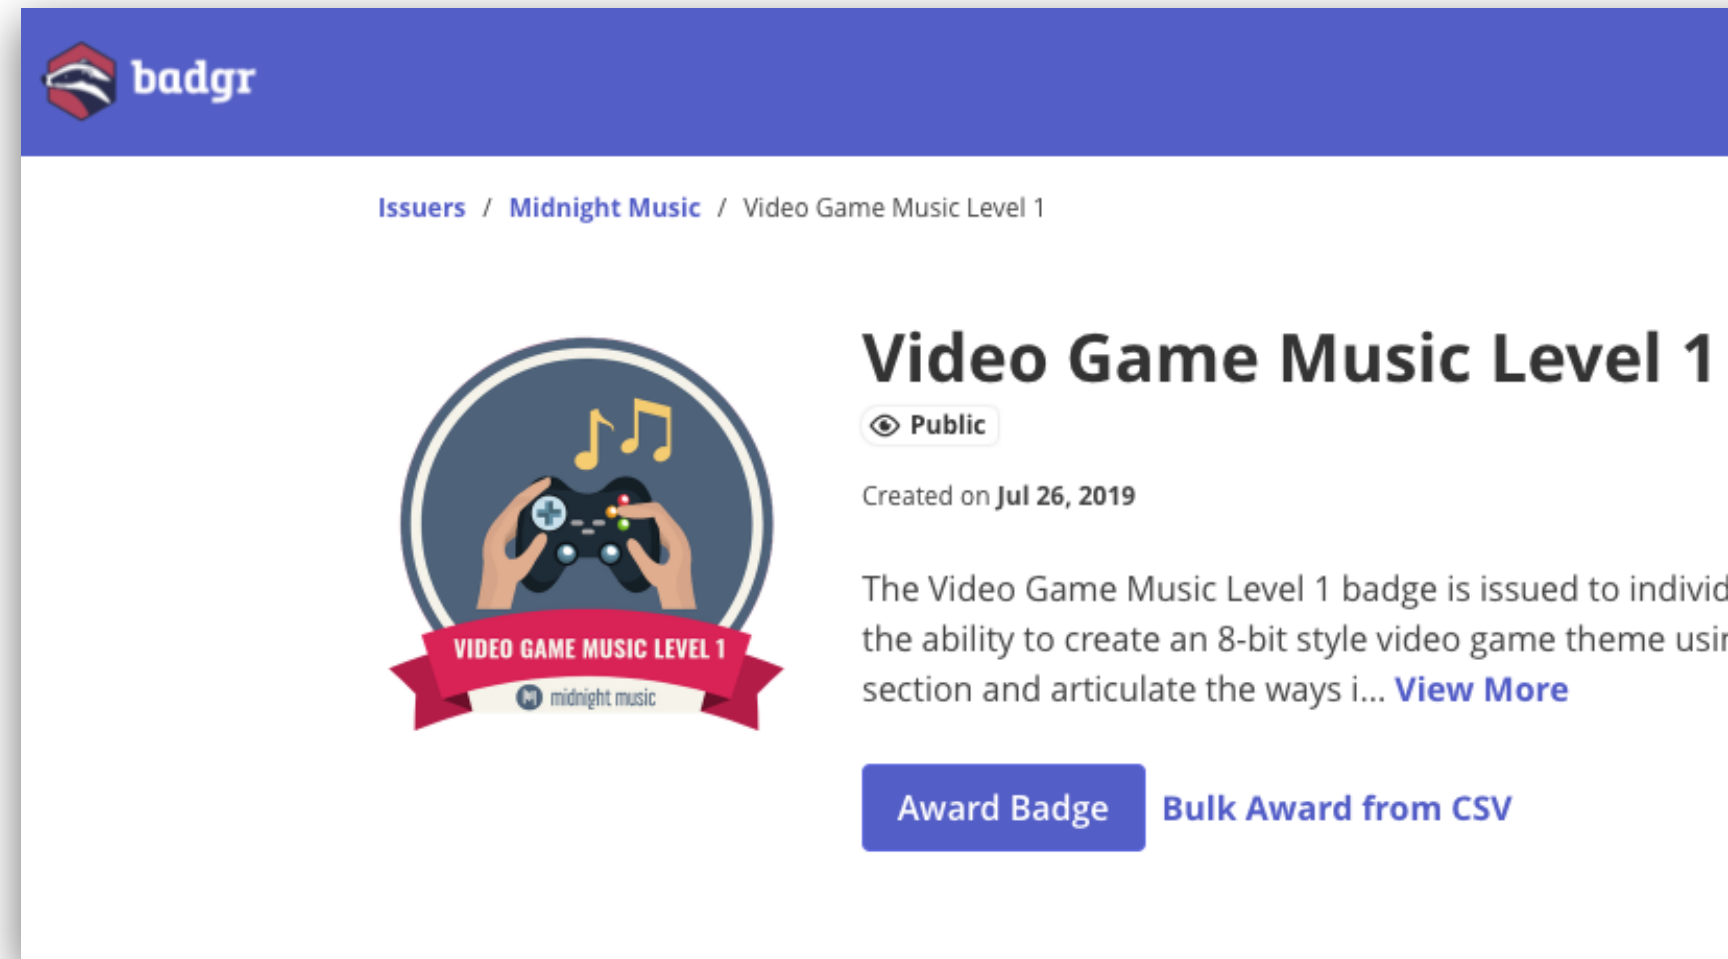 badgr
Issuers / Midnight Music / Video Game Music Level 1
Video Game Music Level 1
Public
Created on Jul 26, 2019
The Video Game Music Level 1 badge is issued to
the ability to create an 8-bit style video game theme
section and articulate the ways i... View More
Award Badge Bulk Award from CSV
VIDEO GAME MUSIC LEVEL 1
M midnight music